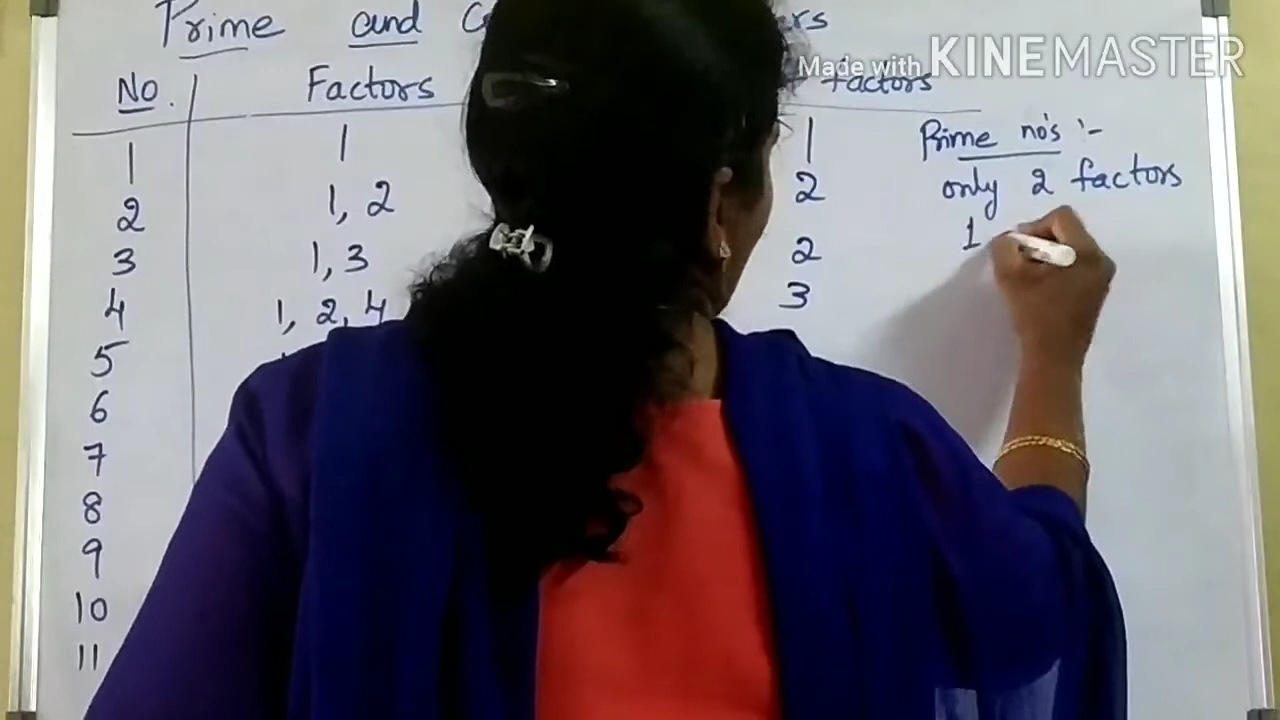 Prime and
Made with KINEMASTER
No. Factors factors
1 1 1
2 1, 2 2
3 1, 3 2
4 1, 2, 4 3
5
6
7
8
9
10
11
Prime no's :-
only 2 factors
1